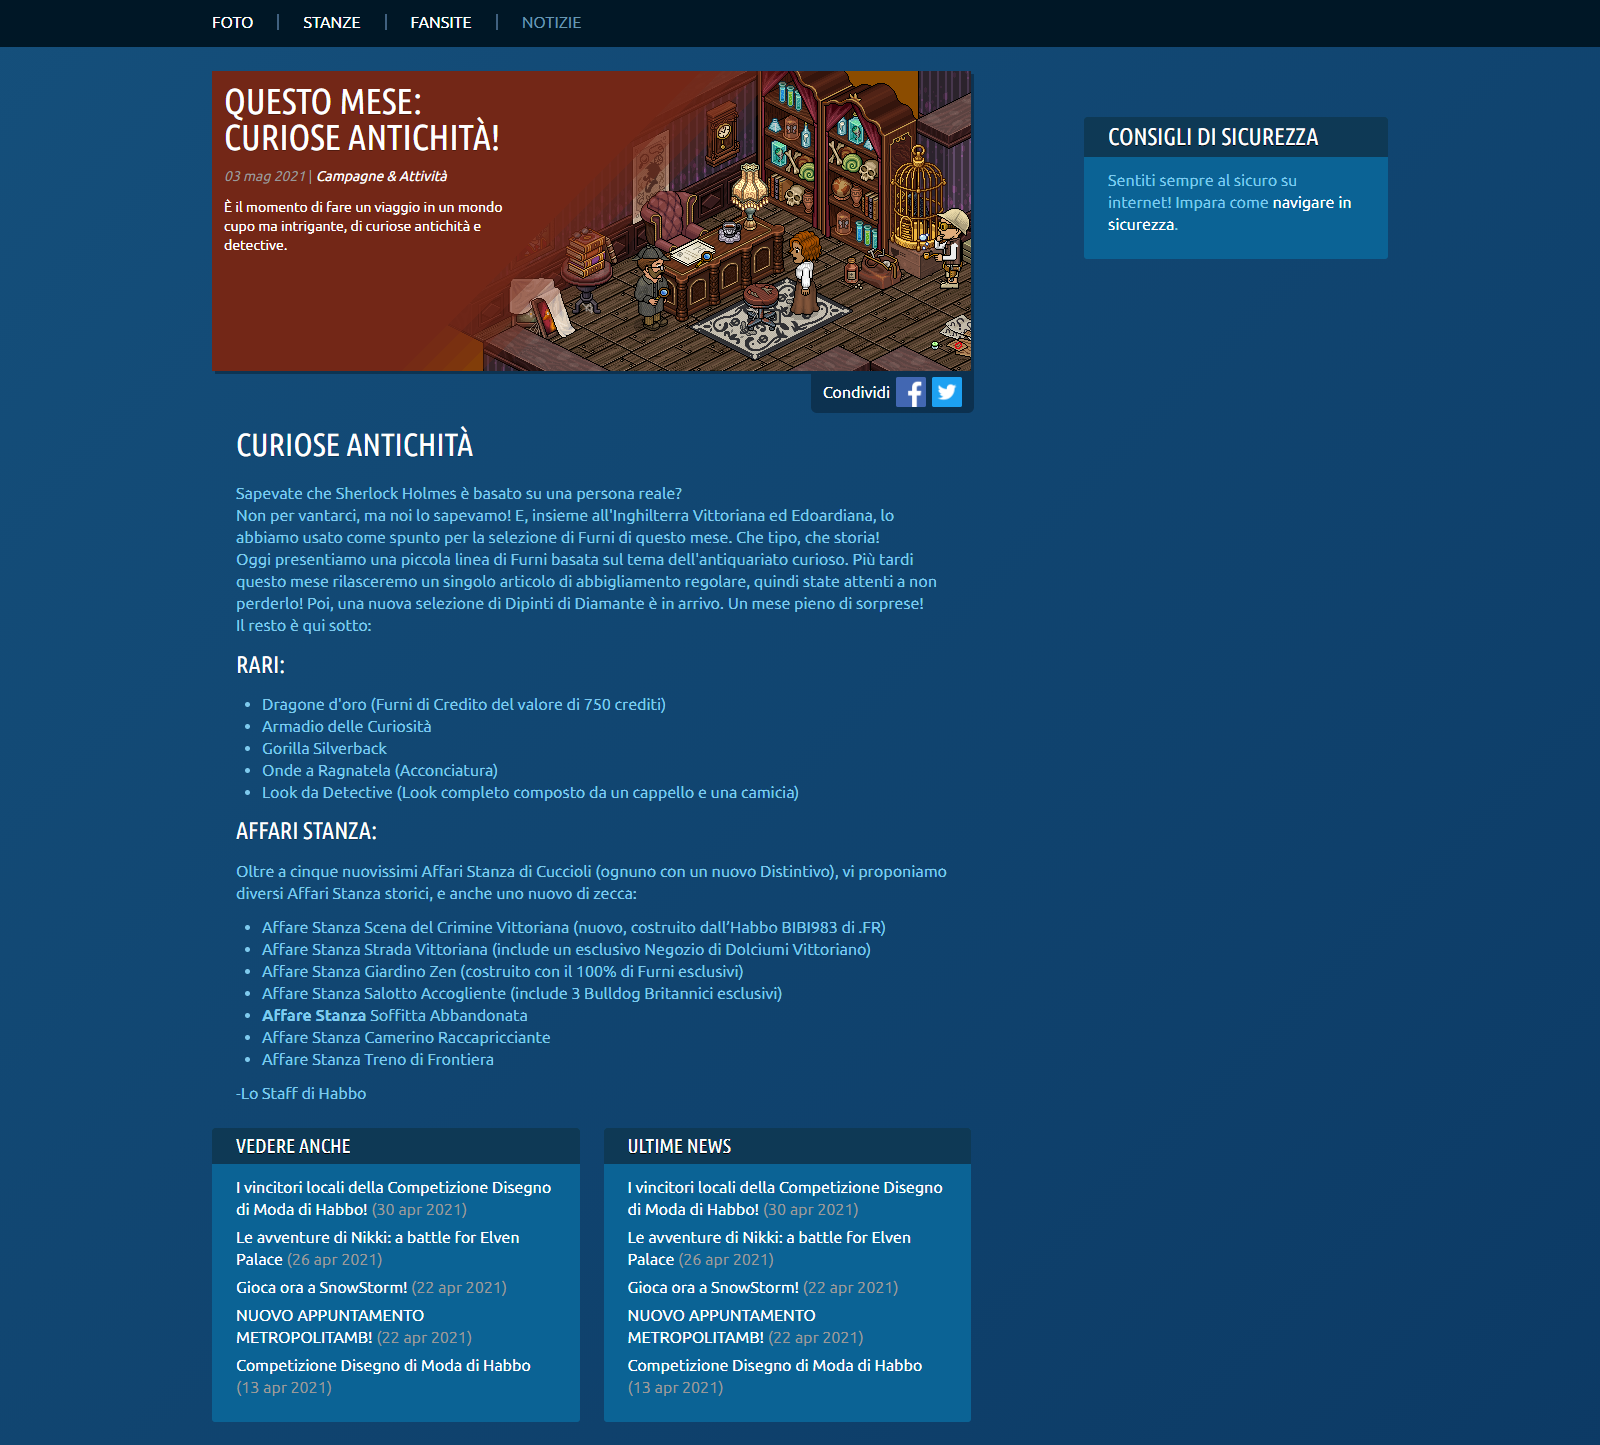 FOTO
STANZE
FANSITE
NOTIZIE
QUESTO MESE:
CURIOSE ANTICHITÀ!
03 mag 2021 | Campagne & Attività
È il momento di fare un viaggio in un mondo
cupo ma intrigante, di curiose antichità e
detective.
CONSIGLI DI SICUREZZA
Sentiti sempre al sicuro su
internet! Impara come navigare in
sicurezza.
Condividi
CURIOSE ANTICHITÀ
Sapevate che Sherlock Holmes è basato su una persona reale?
Non per vantarci, ma noi lo sapevamo! E, insieme all'Inghilterra Vittoriana ed Edoardiana, lo
abbiamo usato come spunto per la selezione di Furni di questo mese. Che tipo, che storia!
Oggi presentiamo una piccola linea di Furni basata sul tema dell'antiquariato curioso. Più tardi
questo mese rilasceremo un singolo articolo di abbigliamento regolare, quindi state attenti a non
perderlo! Poi, una nuova selezione di Dipinti di Diamante è in arrivo. Un mese pieno di sorprese!
Il resto è qui sotto:
RARI:
• Dragone d'oro (Furni di Credito del valore di 750 crediti)
• Armadio delle Curiosità
• Gorilla Silverback
• Onde a Ragnatela (Acconciatura)
• Look da Detective (Look completo composto da un cappello e una camicia)
AFFARI STANZA:
Oltre a cinque nuovissimi Affari Stanza di Cuccioli (ognuno con un nuovo Distintivo), vi proponiamo
diversi Affari Stanza storici, e anche uno nuovo di zecca:
• Affare Stanza Scena del Crimine Vittoriana (nuovo, costruito dall’Habbo BIBI983 di .FR)
• Affare Stanza Strada Vittoriana (include un esclusivo Negozio di Dolciumi Vittoriano)
• Affare Stanza Giardino Zen (costruito con il 100% di Furni esclusivi)
• Affare Stanza Salotto Accogliente (include 3 Bulldog Britannici esclusivi)
• Affare Stanza Soffitta Abbandonata
• Affare Stanza Camerino Raccapricciante
• Affare Stanza Treno di Frontiera
-Lo Staff di Habbo
VEDERE ANCHE
I vincitori locali della Competizione Disegno
di Moda di Habbo! (30 apr 2021)
Le avventure di Nikki: a battle for Elven
Palace (26 apr 2021)
Gioca ora a SnowStorm! (22 apr 2021)
NUOVO APPUNTAMENTO
METROPOLITAMB! (22 apr 2021)
Competizione Disegno di Moda di Habbo
(13 apr 2021)
ULTIME NEWS
I vincitori locali della Competizione Disegno
di Moda di Habbo! (30 apr 2021)
Le avventure di Nikki: a battle for Elven
Palace (26 apr 2021)
Gioca ora a SnowStorm! (22 apr 2021)
NUOVO APPUNTAMENTO
METROPOLITAMB! (22 apr 2021)
Competizione Disegno di Moda di Habbo
(13 apr 2021)